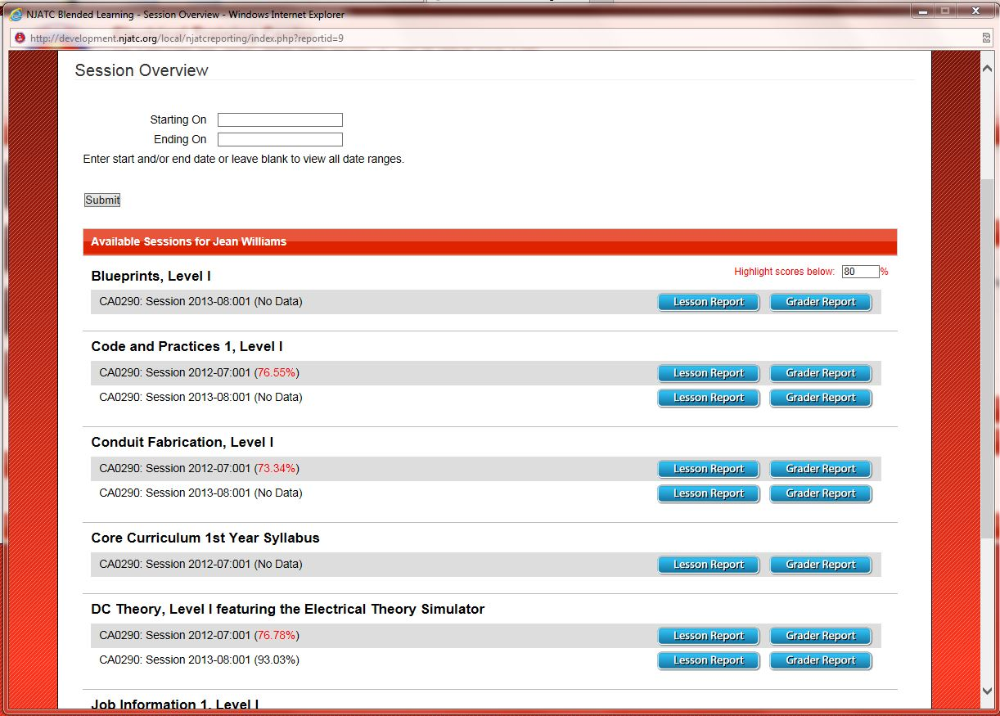 NJATC Blended Learning - Session Overview - Windows Internet Explorer
http://development.njatc.org/local/njatcreporting/index.php?reportid=9
Session Overview
Starting On
Ending On
Enter start and/or end date or leave blank to view all date ranges.
Submit
Available Sessions for Jean Williams
Blueprints, Level I
Highlight scores below: 80 %
CA0290: Session 2013-08:001 (No Data) Lesson Report Grader Report
Code and Practices 1, Level I
CA0290: Session 2012-07:001 (76.55%) Lesson Report Grader Report
CA0290: Session 2013-08:001 (No Data) Lesson Report Grader Report
Conduit Fabrication, Level I
CA0290: Session 2012-07:001 (73.34%) Lesson Report Grader Report
CA0290: Session 2013-08:001 (No Data) Lesson Report Grader Report
Core Curriculum 1st Year Syllabus
CA0290: Session 2012-07:001 (No Data) Lesson Report Grader Report
DC Theory, Level I featuring the Electrical Theory Simulator
CA0290: Session 2012-07:001 (76.78%) Lesson Report Grader Report
CA0290: Session 2013-08:001 (93.03%) Lesson Report Grader Report
Job Information 1, Level I